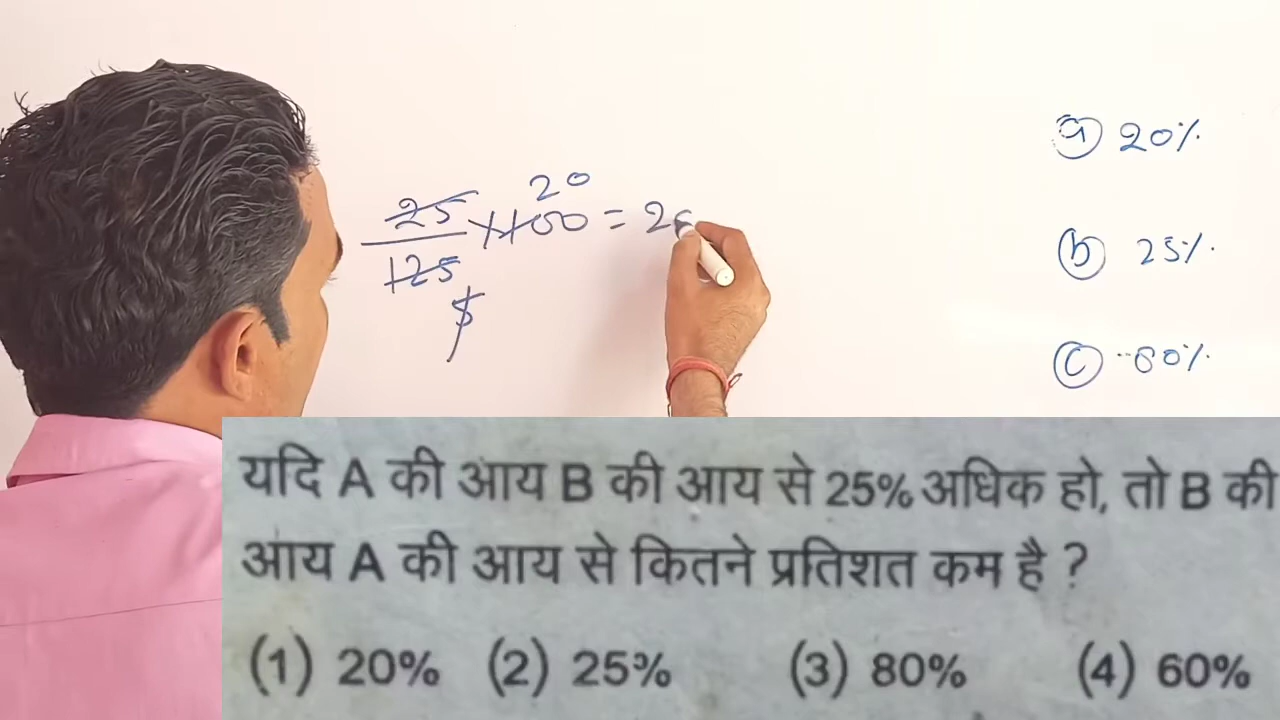 20
25/125 × 100 = 20
5
(a) 20%
(b) 25%
(c) 80%
यदि A की आय B की आय से 25% अधिक हो, तो B की
आय A की आय से कितने प्रतिशत कम है ?
(1) 20% (2) 25% (3) 80% (4) 60%